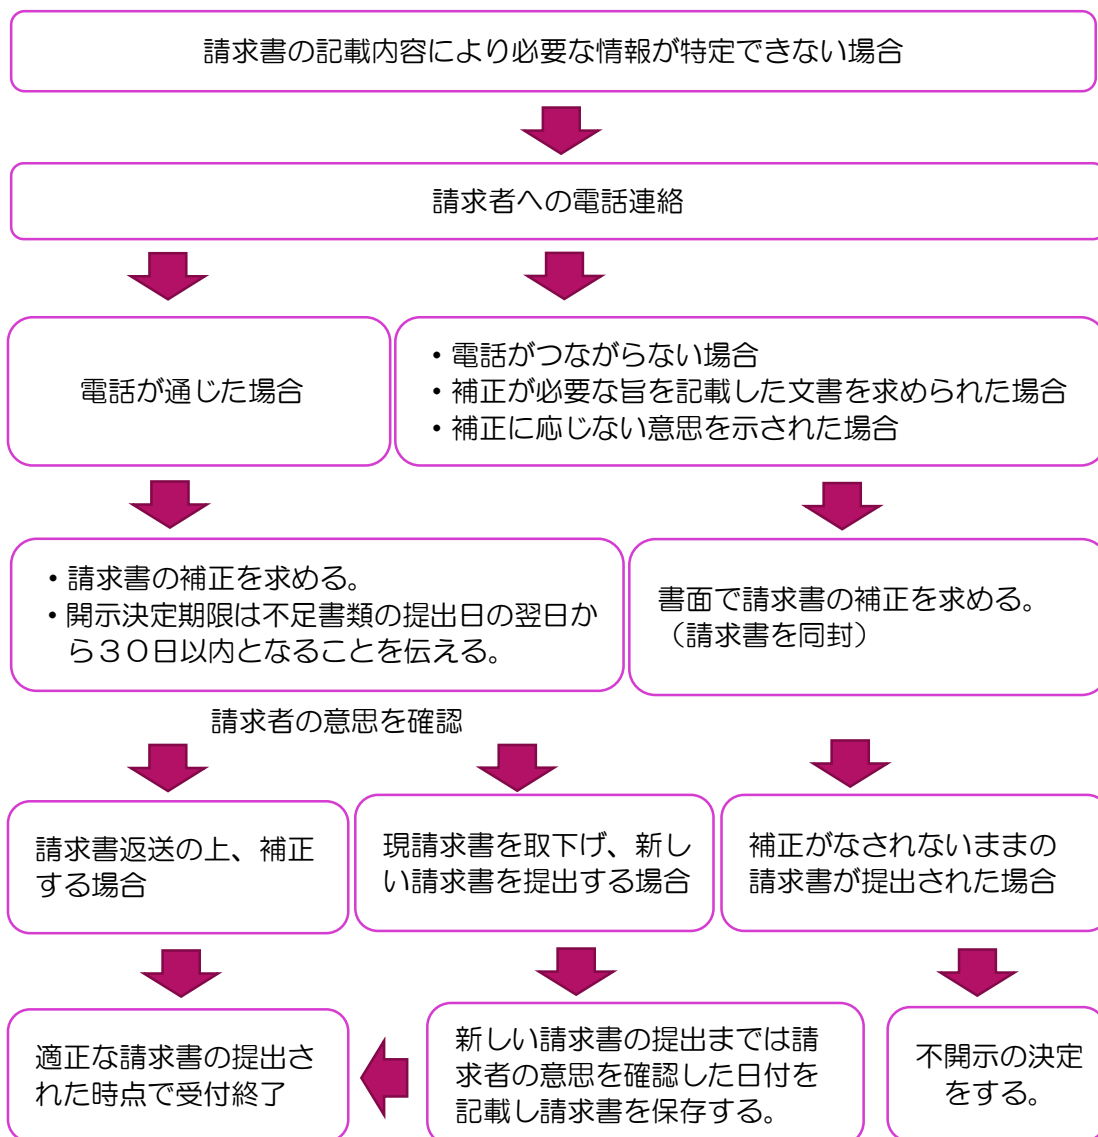 請求書の記載内容により必要な情報が特定できない場合
請求者への電話連絡
電話が通じた場合
・電話がつながらない場合
・補正が必要な旨を記載した文書を求められた場合
・補正に応じない意思を示された場合
・請求書の補正を求める。
・開示決定期限は不足書類の提出日の翌日か
ら３０日以内となることを伝える。
書面で請求書の補正を求める。
（請求書を同封）
請求者の意思を確認
請求書返送の上、補正
する場合
現請求書を取下げ、新し
い請求書を提出する場合
補正がなされないままの
請求書が提出された場合
適正な請求書の提出さ
れた時点で受付終了
新しい請求書の提出までは請
求者の意思を確認した日付を
記載し請求書を保存する。
不開示の決定
をする。